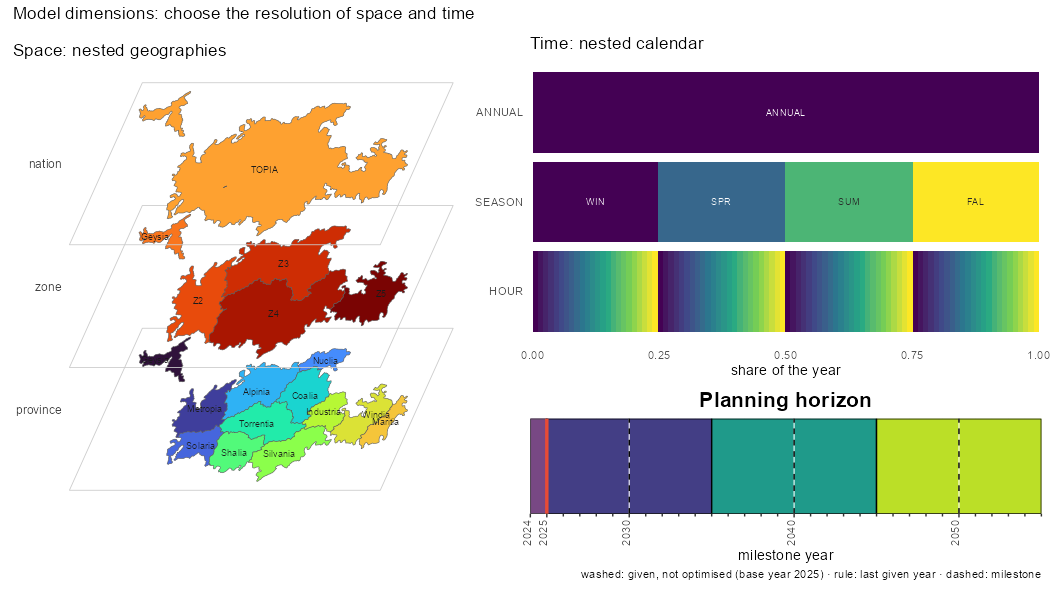 Model dimensions: choose the resolution of space and time
Space: nested geographies
nation
TOPIA
Geysia
zone
Z3
Z2
Z4
province
Nuclia
Alpinia
Coalia
Metropia
Industria
Windia
Mantia
Torrentia
Solaria
Shalia
Silvania
Time: nested calendar
ANNUAL
ANNUAL
SEASON
WIN
SPR
SUM
FAL
HOUR
0.00
0.25
0.50
0.75
1.00
share of the year
Planning horizon
2024
2025
2030
2040
2050
milestone year
washed: given, not optimised (base year 2025) · rule: last given year · dashed: milestone